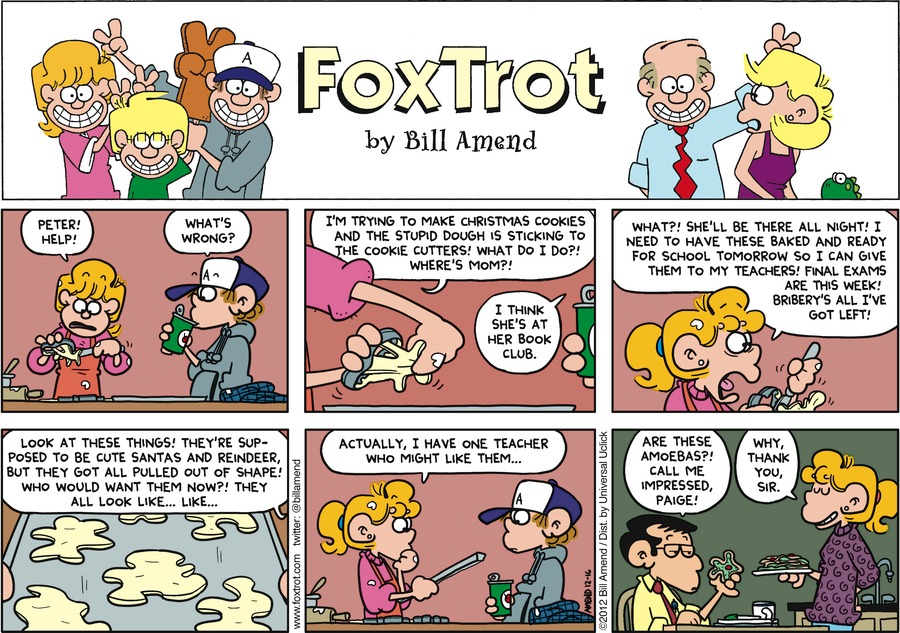 FoxTrot
by Bill Amend
A
PETER!
HELP!
WHAT'S
WRONG?
A
I'M TRYING TO MAKE CHRISTMAS COOKIES
AND THE STUPID DOUGH IS STICKING TO
THE COOKIE CUTTERS! WHAT DO I DO?!
WHERE'S MOM?!
I THINK
SHE'S AT
HER BOOK
CLUB.
WHAT?! SHE'LL BE THERE ALL NIGHT! I
NEED TO HAVE THESE BAKED AND READY
FOR SCHOOL TOMORROW SO I CAN GIVE
THEM TO MY TEACHERS! FINAL EXAMS
ARE THIS WEEK!
BRIBERY'S ALL I'VE
GOT LEFT!
LOOK AT THESE THINGS! THEY'RE SUP-
POSED TO BE CUTE SANTAS AND REINDEER,
BUT THEY GOT ALL PULLED OUT OF SHAPE!
WHO WOULD WANT THEM NOW?! THEY
ALL LOOK LIKE... LIKE...
www.foxtrot.com twitter: @billamend
ACTUALLY, I HAVE ONE TEACHER
WHO MIGHT LIKE THEM...
A
AMEND 12-16
©2012 Bill Amend / Dist. by Universal Uclick
ARE THESE
AMOEBAS?!
CALL ME
IMPRESSED,
PAIGE!
WHY,
THANK
YOU,
SIR.